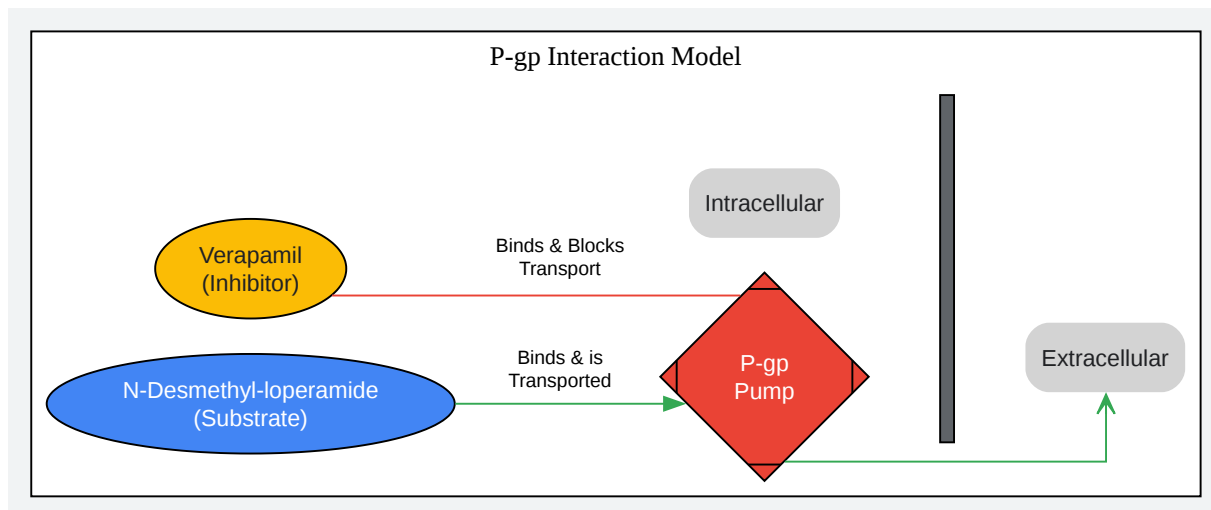 P-gp Interaction Model
Intracellular
Verapamil
(Inhibitor)
Binds & Blocks
Transport
N-Desmethyl-loperamide
(Substrate)
Binds & is
Transported
P-gp
Pump
Extracellular